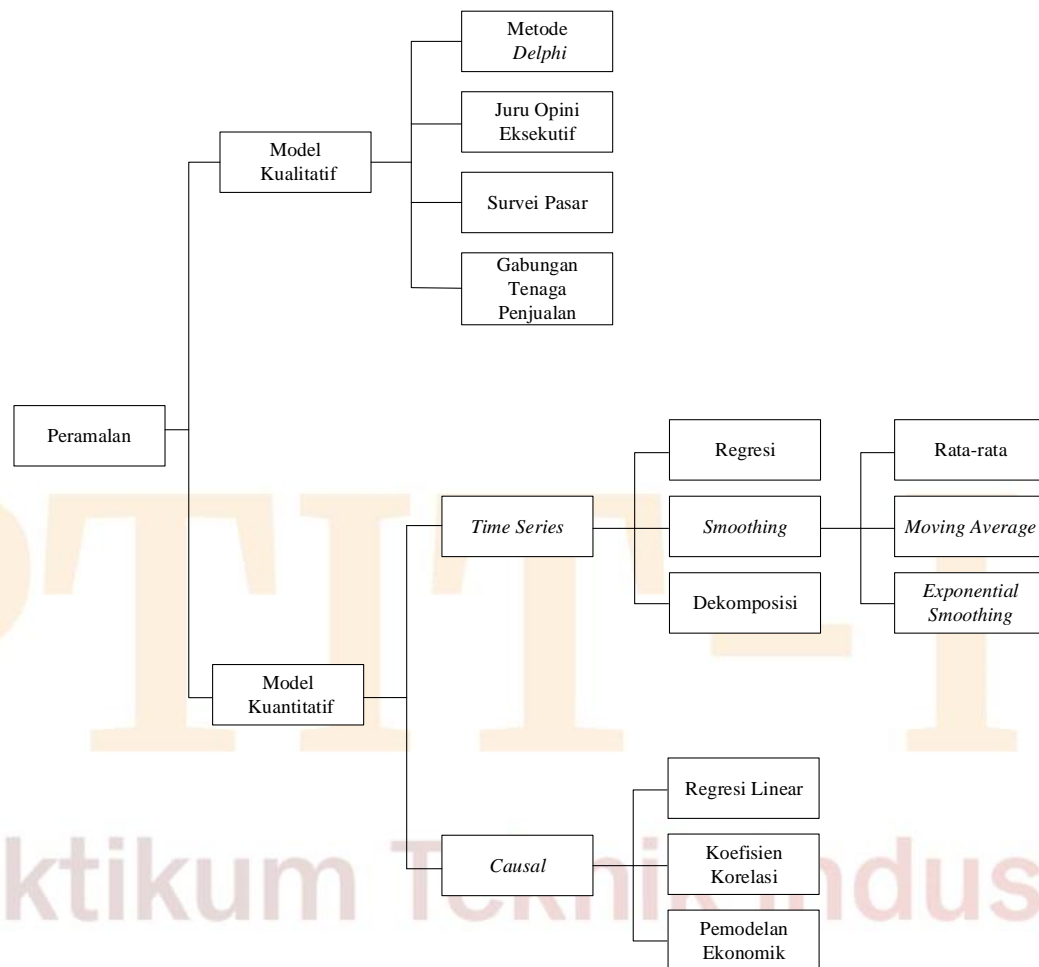 Metode
Delphi
Juru Opini
Eksekutif
Model
Kualitatif
Survei Pasar
Gabungan
Tenaga
Penjualan
Peramalan
Regresi
Rata-rata
Time Series
Smoothing
Moving Average
Dekomposisi
Exponential
Smoothing
Model
Kuantitatif
Regresi Linear
Causal
Koefisien
Korelasi
Pemodelan
Ekonomik
PTIT-I
ktikum Teknik Indus